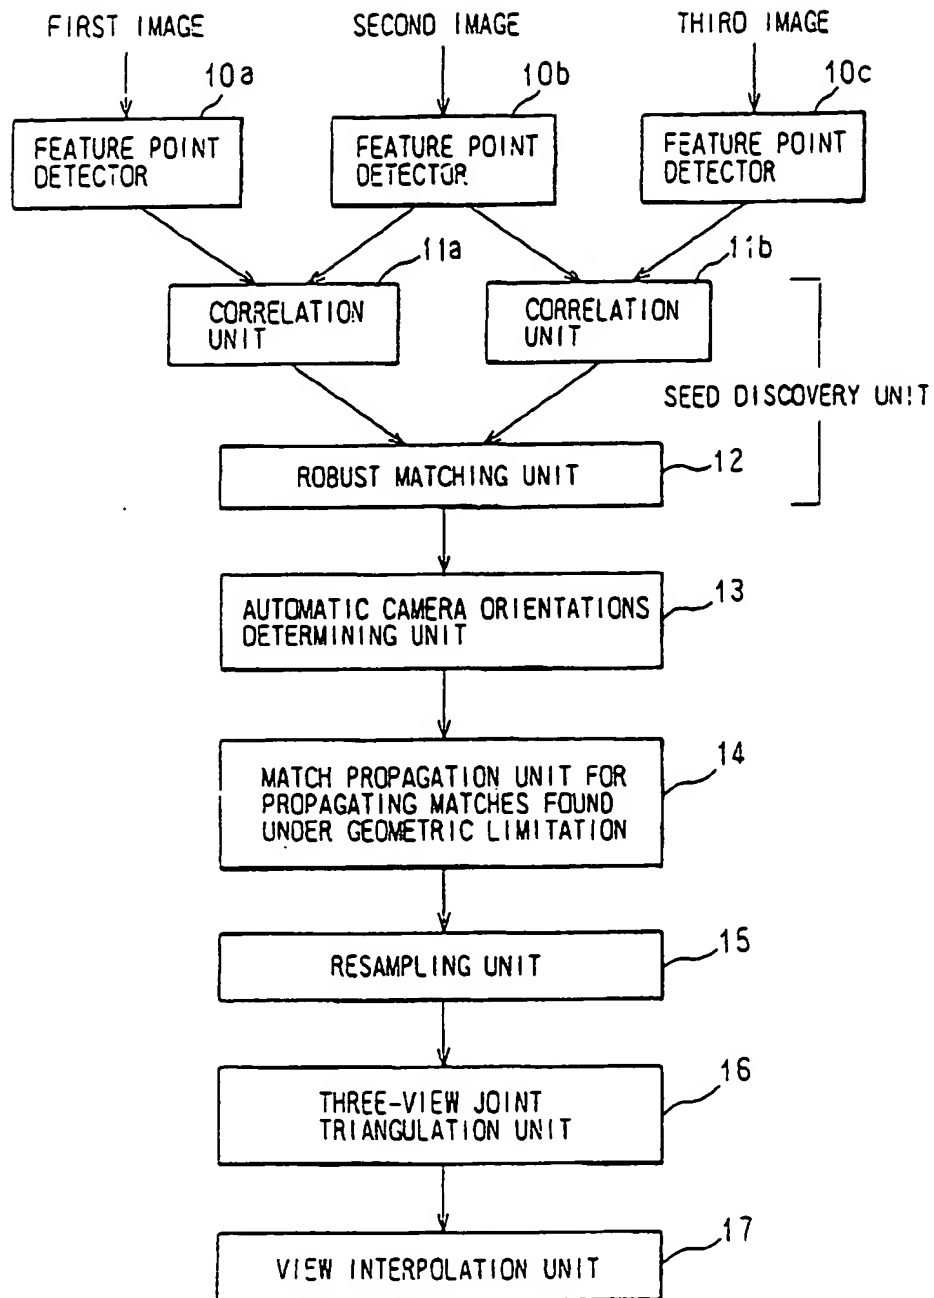 FIRST IMAGE
SECOND IMAGE
THIRD IMAGE
10a
10b
10c
FEATURE POINT
DETECTOR
FEATURE POINT
DETECTOR
FEATURE POINT
DETECTOR
11a
11b
CORRELATION
UNIT
CORRELATION
UNIT
SEED DISCOVERY UNIT
ROBUST MATCHING UNIT
12
13
AUTOMATIC CAMERA ORIENTATIONS
DETERMINING UNIT
14
MATCH PROPAGATION UNIT FOR
PROPAGATING MATCHES FOUND
UNDER GEOMETRIC LIMITATION
15
RESAMPLING UNIT
16
THREE-VIEW JOINT
TRIANGULATION UNIT
17
VIEW INTERPOLATION UNIT